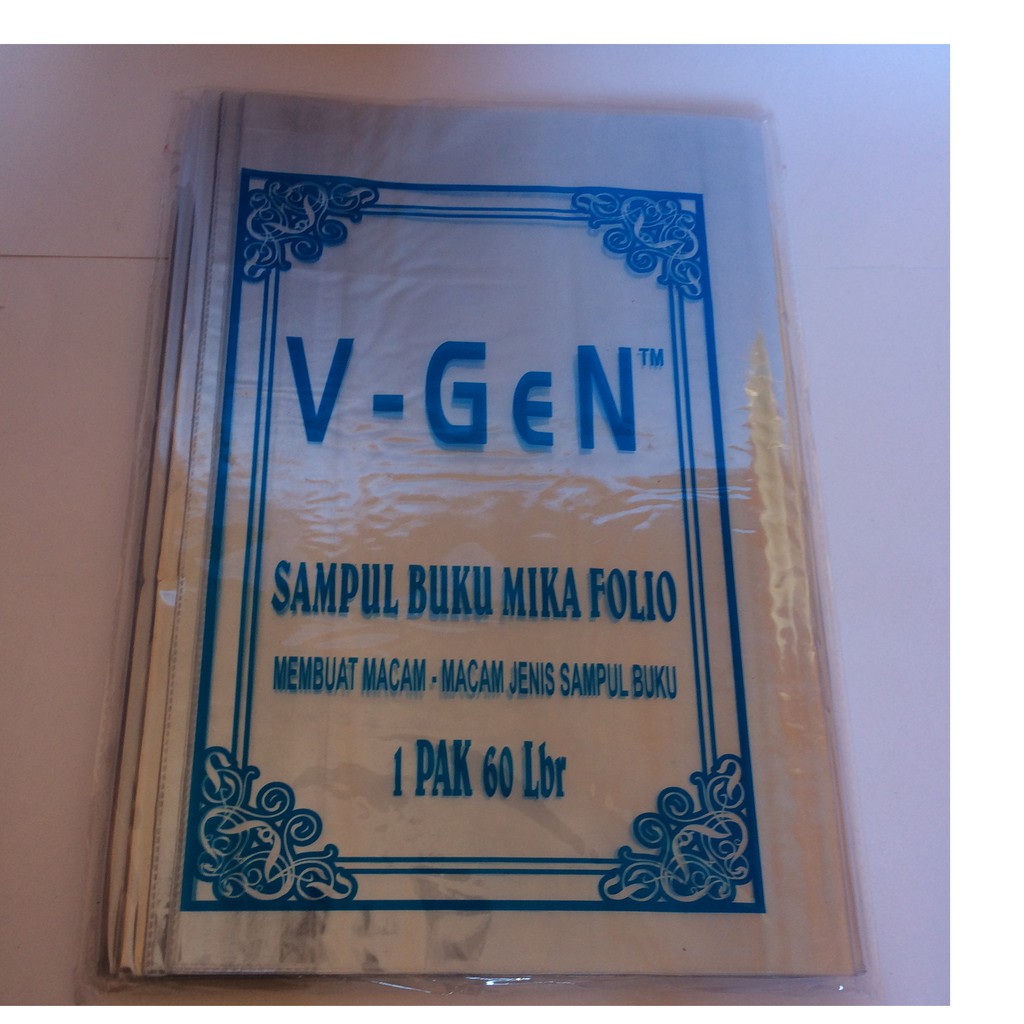 V-GeN™
SAMPUL BUKU MIKA FOLIO
MEMBUAT MACAM - MACAM JENIS SAMPUL BUKU
1 PAK 60 Lbr